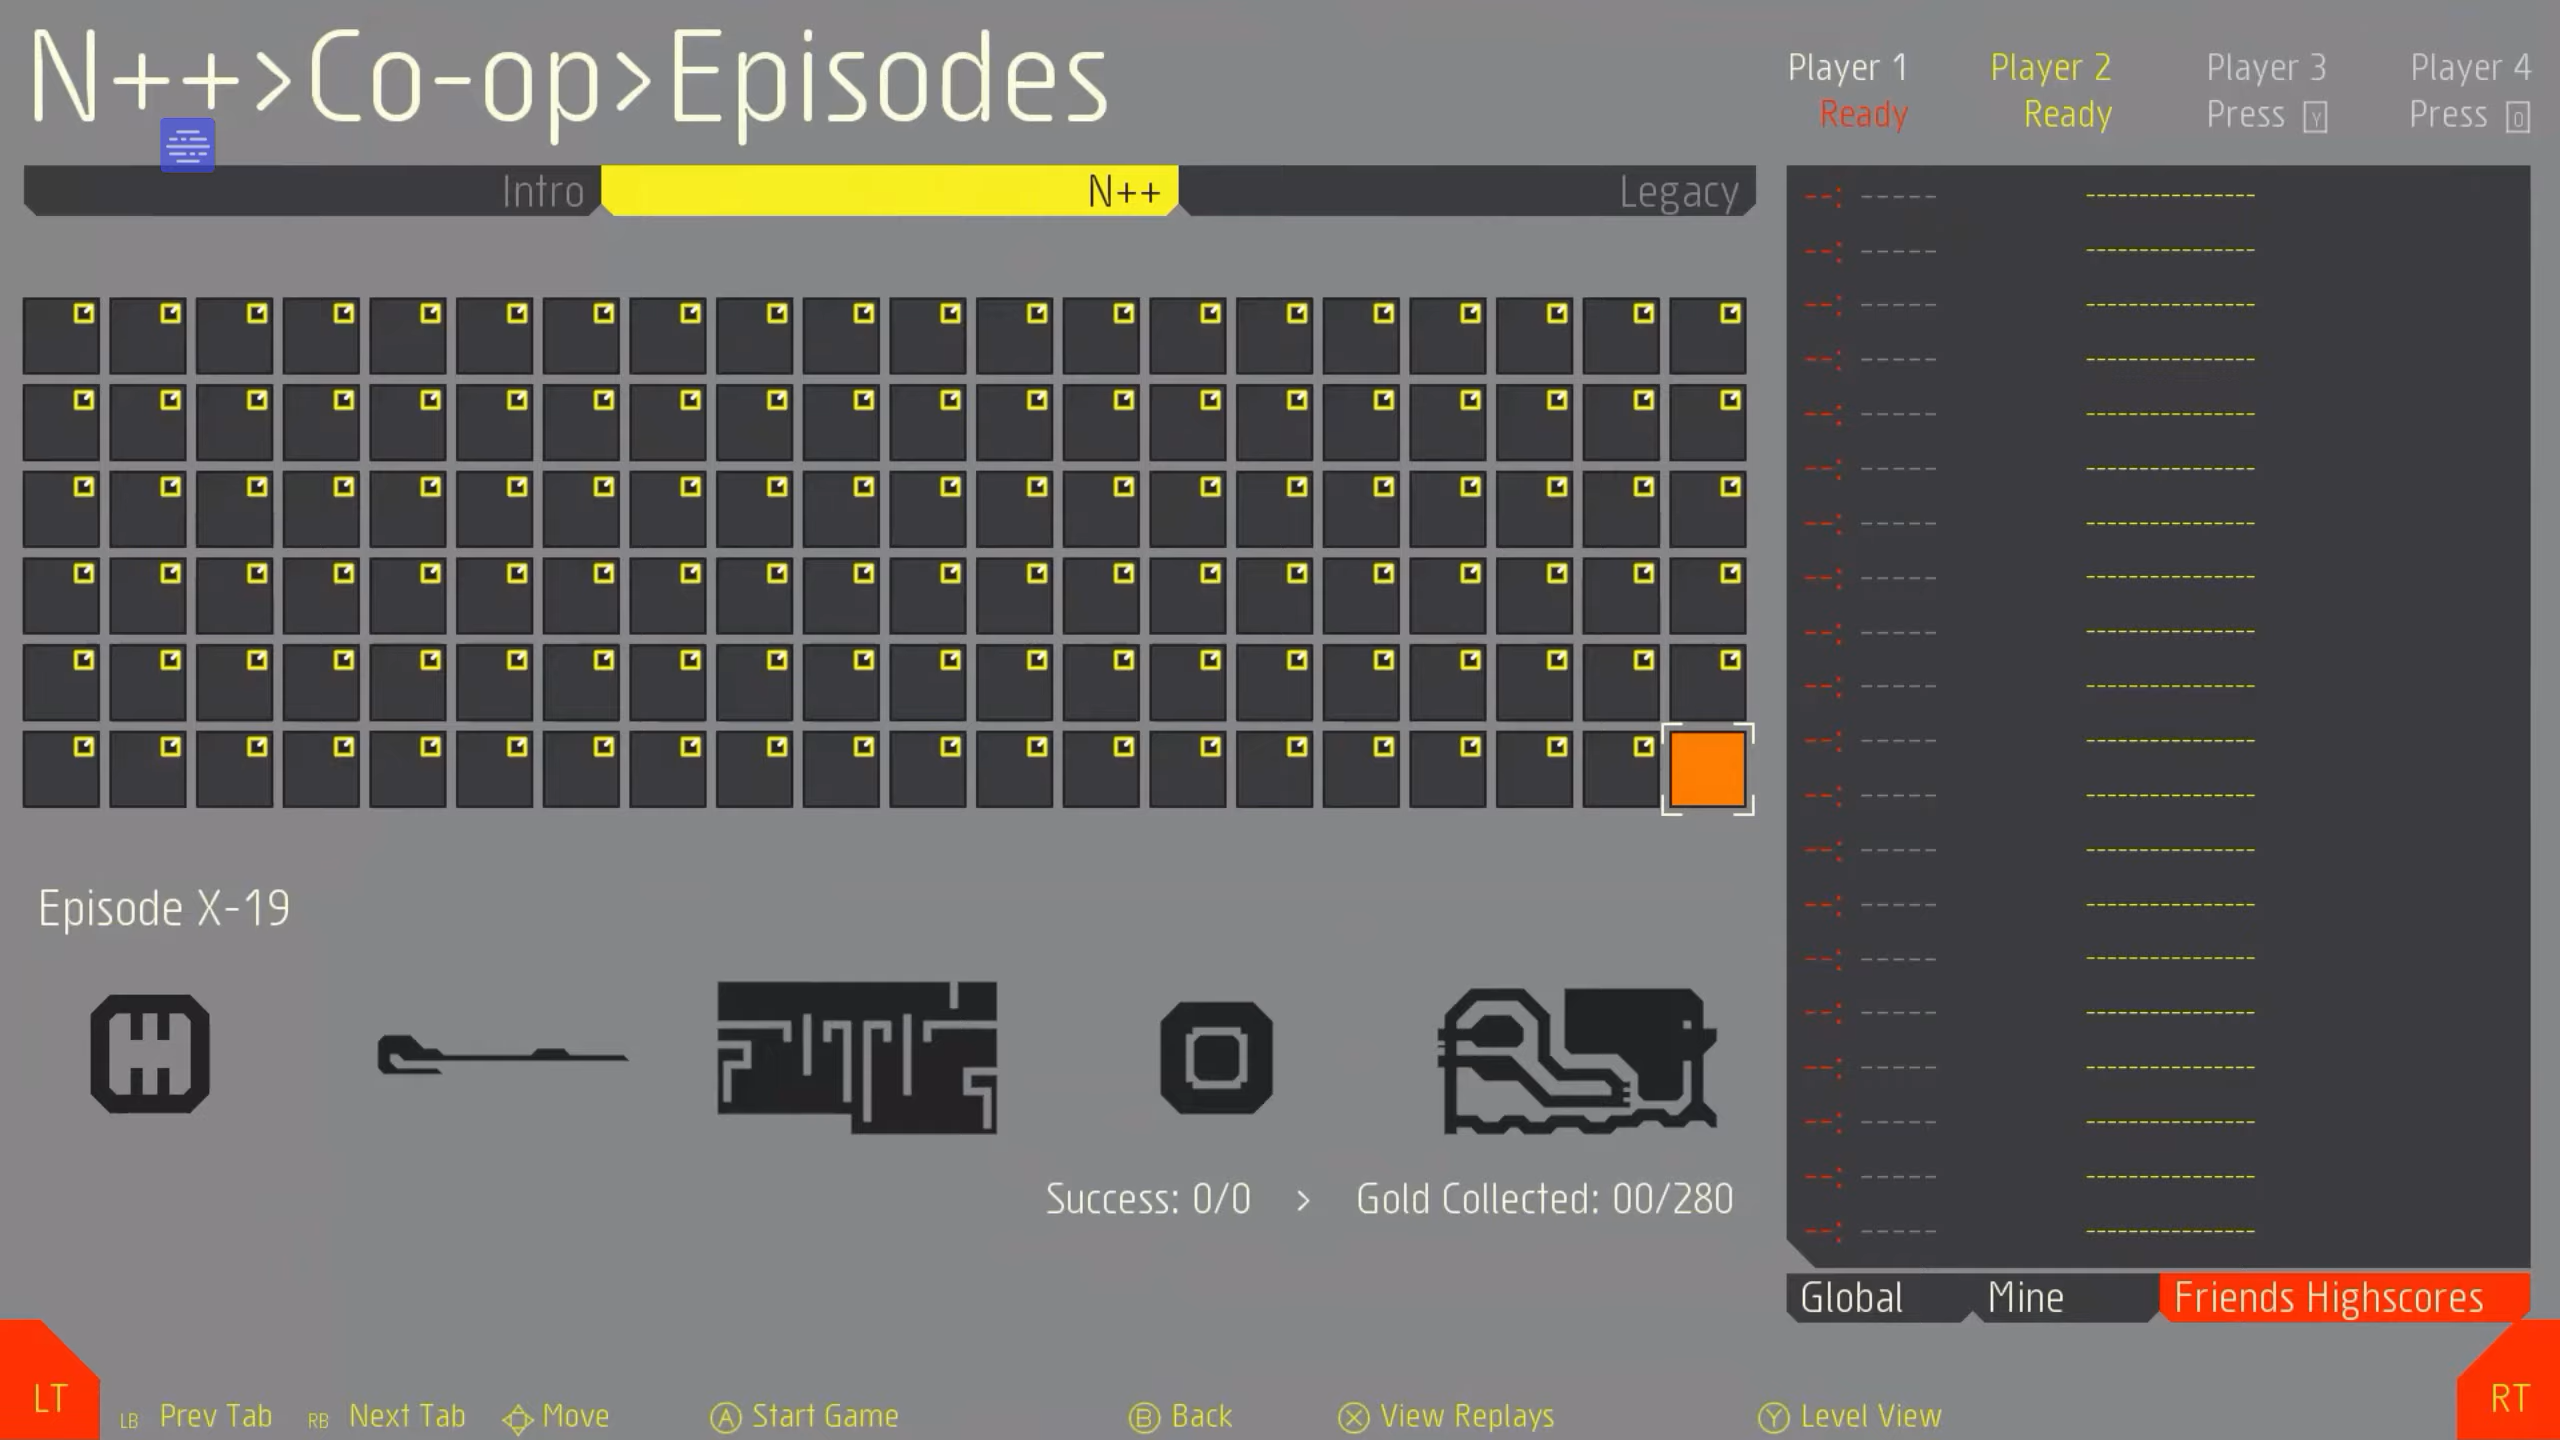 N++>Co-op>Episodes
Player 1
Ready
Player 2
Ready
Player 3
Press Y
Player 4
Press O
Intro
N++
Legacy
Episode X-19
Success: 0/0 > Gold Collected: 00/280
Global
Mine
Friends Highscores
LT
LB Prev Tab
RB Next Tab
Move
A Start Game
B Back
X View Replays
Y Level View
RT